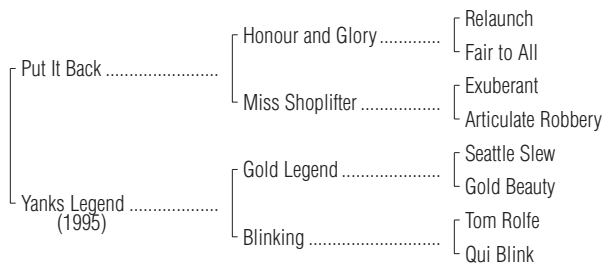 Relaunch
Honour and Glory .............
Fair to All
Put It Back ........................
Exuberant
Miss Shoplifter .................
Articulate Robbery
Seattle Slew
Gold Legend .....................
Gold Beauty
Yanks Legend ...................
(1995)
Tom Rolfe
Blinking ............................
Qui Blink